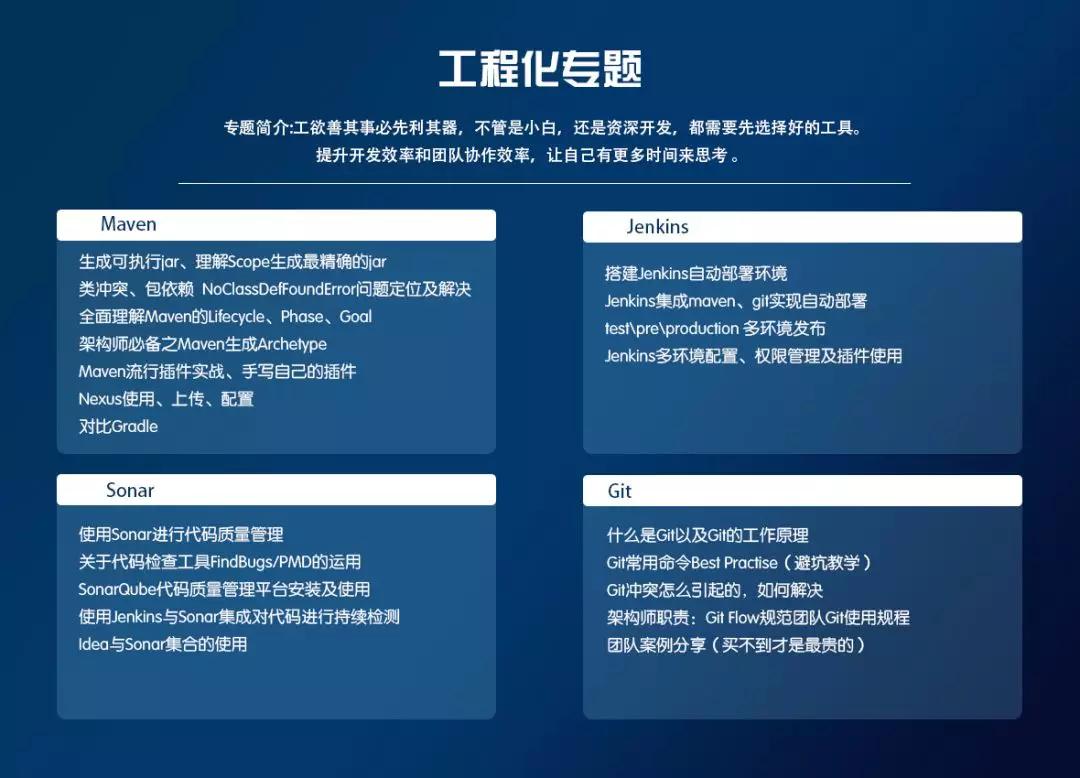 工程化专题
专题简介:工欲善其事必先利其器，不管是小白，还是资深开发，都需要先选择好的工具。
提升开发效率和团队协作效率，让自己有更多时间来思考。
Maven
生成可执行jar、理解Scope生成最精确的jar
类冲突、包依赖 NoClassDefFoundError问题定位及解决
全面理解Maven的Lifecycle、Phase、Goal
架构师必备之Maven生成Archetype
Maven流行插件实战、手写自己的插件
Nexus使用、上传、配置
对比Gradle
Jenkins
搭建Jenkins自动部署环境
Jenkins集成maven、git实现自动部署
test\pre\production 多环境发布
Jenkins多环境配置、权限管理及插件使用
Sonar
使用Sonar进行代码质量管理
关于代码检查工具FindBugs/PMD的运用
SonarQube代码质量管理平台安装及使用
使用Jenkins与Sonar集成对代码进行持续检测
Idea与Sonar集合的使用
Git
什么是Git以及Git的工作原理
Git常用命令Best Practise（避坑教学）
Git冲突怎么引起的，如何解决
架构师职责：Git Flow规范团队Git使用规程
团队案例分享（买不到才是最贵的）